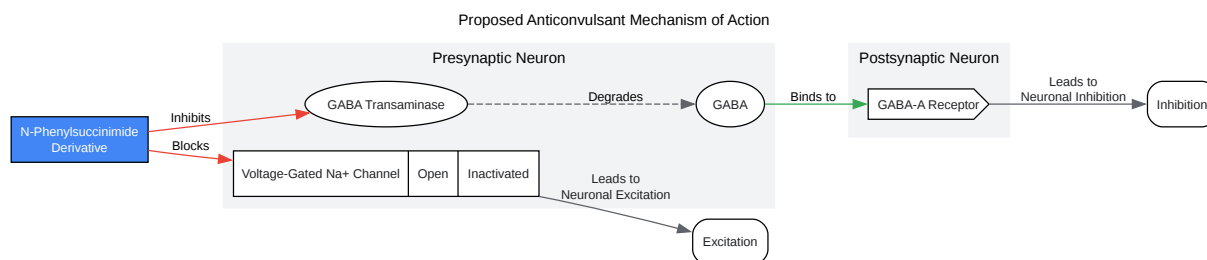 Proposed Anticonvulsant Mechanism of Action
Presynaptic Neuron
Postsynaptic Neuron
N-Phenylsuccinimide
Derivative
Inhibits
Blocks
GABA Transaminase
Degrades
GABA
Binds to
GABA-A Receptor
Leads to
Neuronal Inhibition
Inhibition
Voltage-Gated Na+ Channel
Open
Inactivated
Leads to
Neuronal Excitation
Excitation